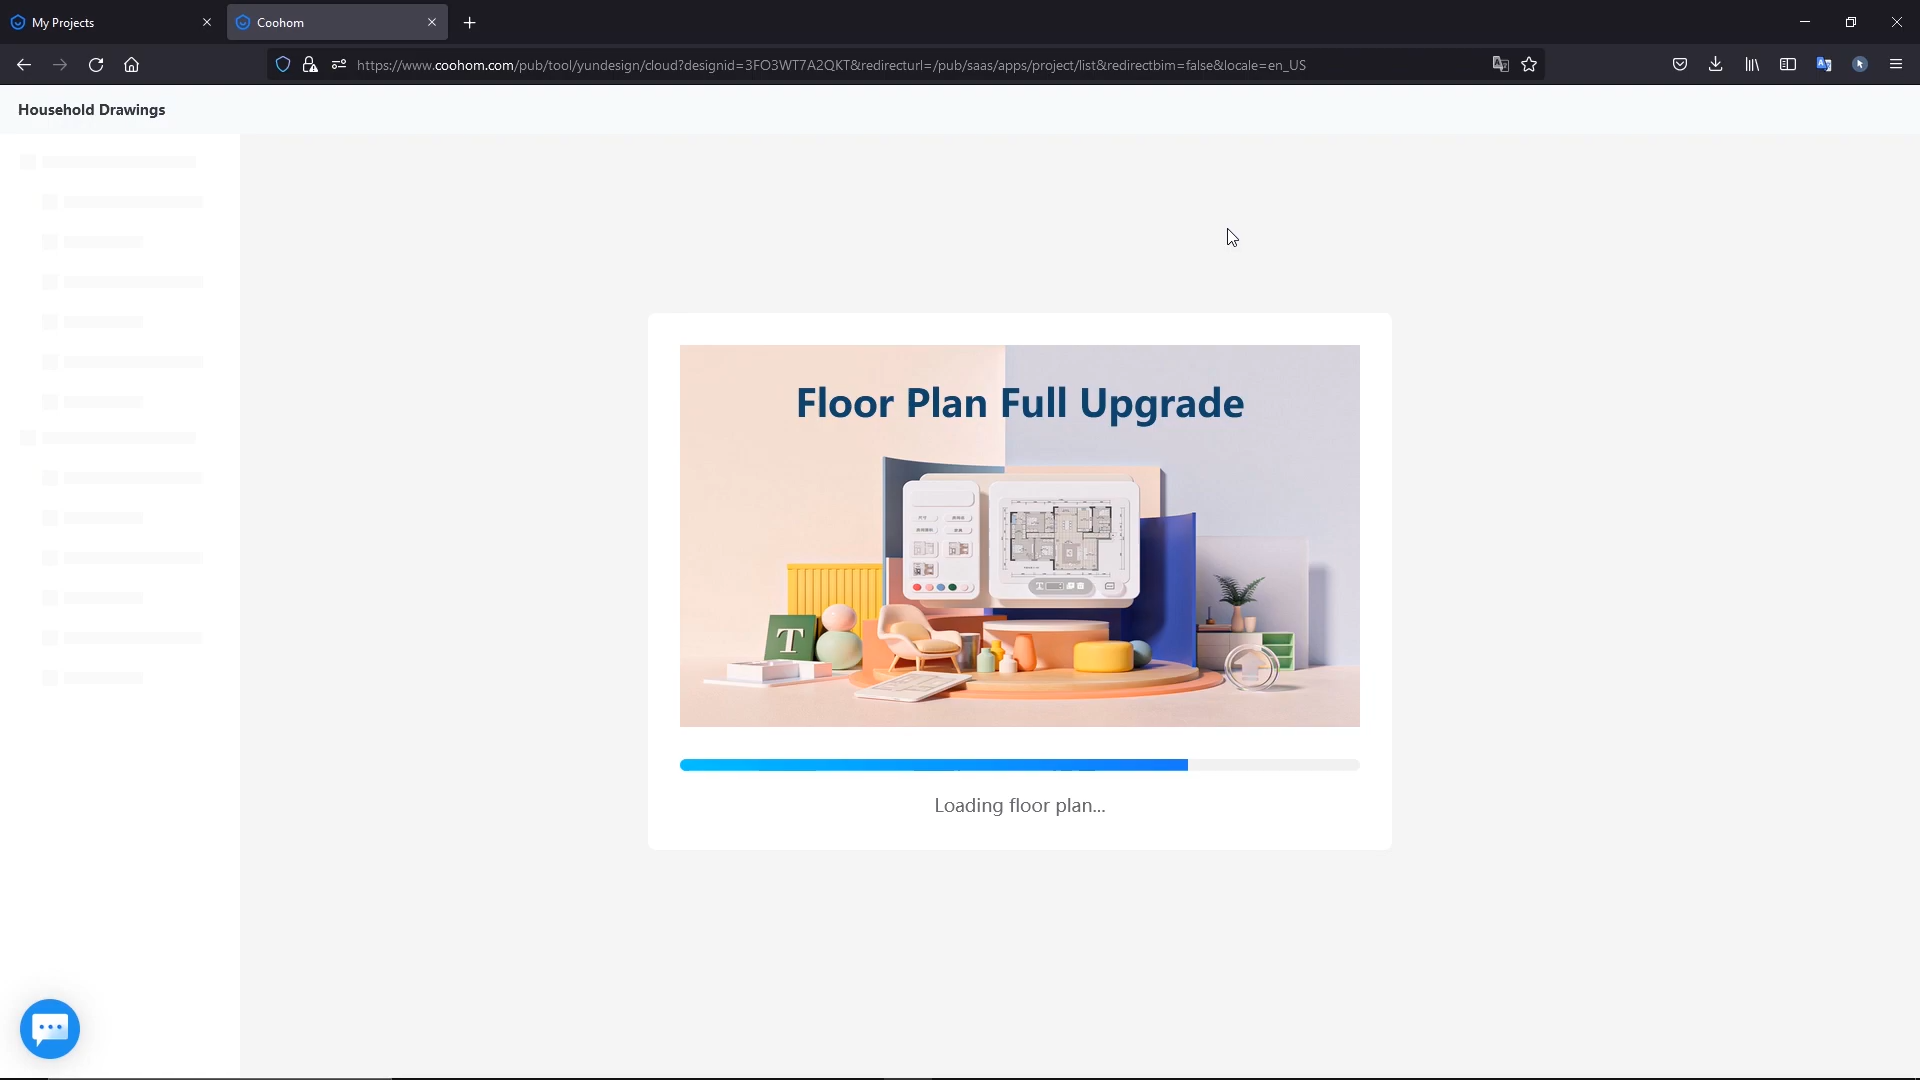 My Projects
Coohom
https://www.coohom.com/pub/tool/yundesign/cloud?designid=3FO3WT7A2QKT&redirecturl=/pub/saas/apps/project/list&redirectbim=false&locale=en_US
Household Drawings
Floor Plan Full Upgrade
T
T
Loading floor plan...